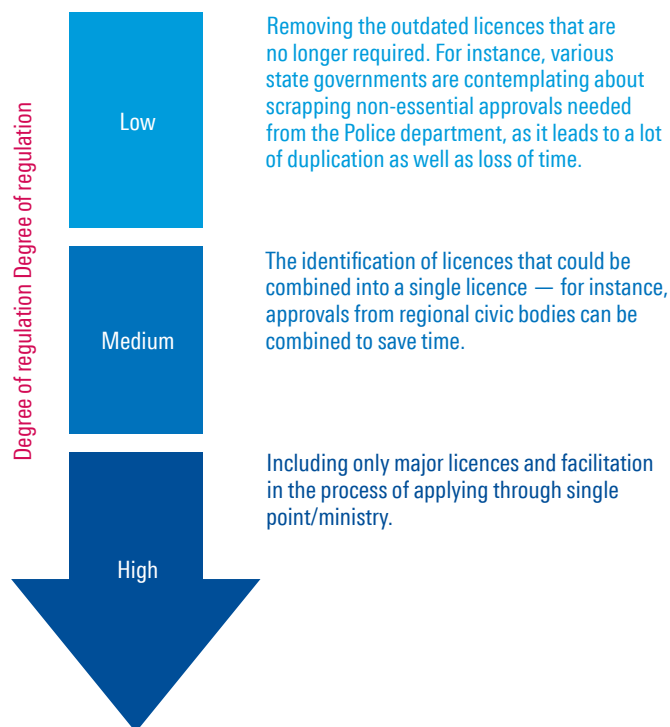 Degree of regulation Degree of regulation
Low
Removing the outdated licences that are
no longer required. For instance, various
state governments are contemplating about
scrapping non-essential approvals needed
from the Police department, as it leads to a lot
of duplication as well as loss of time.
Medium
The identification of licences that could be
combined into a single licence — for instance,
approvals from regional civic bodies can be
combined to save time.
High
Including only major licences and facilitation
in the process of applying through single
point/ministry.